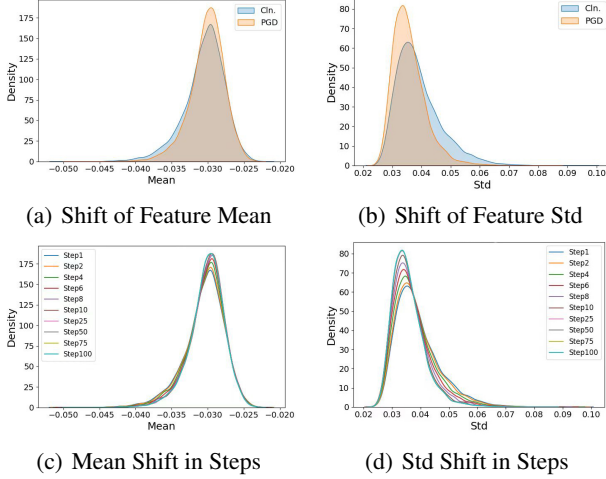 175
150
125
100
75
50
25
0
Density
−0.050 −0.045 −0.040 −0.035 −0.030 −0.025 −0.020
Mean
Cln.
PGD
(a) Shift of Feature Mean
80
70
60
50
40
30
20
10
0
Density
0.02 0.03 0.04 0.05 0.06 0.07 0.08 0.09 0.10
Std
Cln.
PGD
(b) Shift of Feature Std
175
150
125
100
75
50
25
0
Density
−0.050 −0.045 −0.040 −0.035 −0.030 −0.025 −0.020
Mean
Step1
Step2
Step4
Step6
Step8
Step10
Step25
Step50
Step75
Step100
(c) Mean Shift in Steps
80
70
60
50
40
30
20
10
0
Density
0.02 0.03 0.04 0.05 0.06 0.07 0.08 0.09 0.10
Std
Step1
Step2
Step4
Step6
Step8
Step10
Step25
Step50
Step75
Step100
(d) Std Shift in Steps